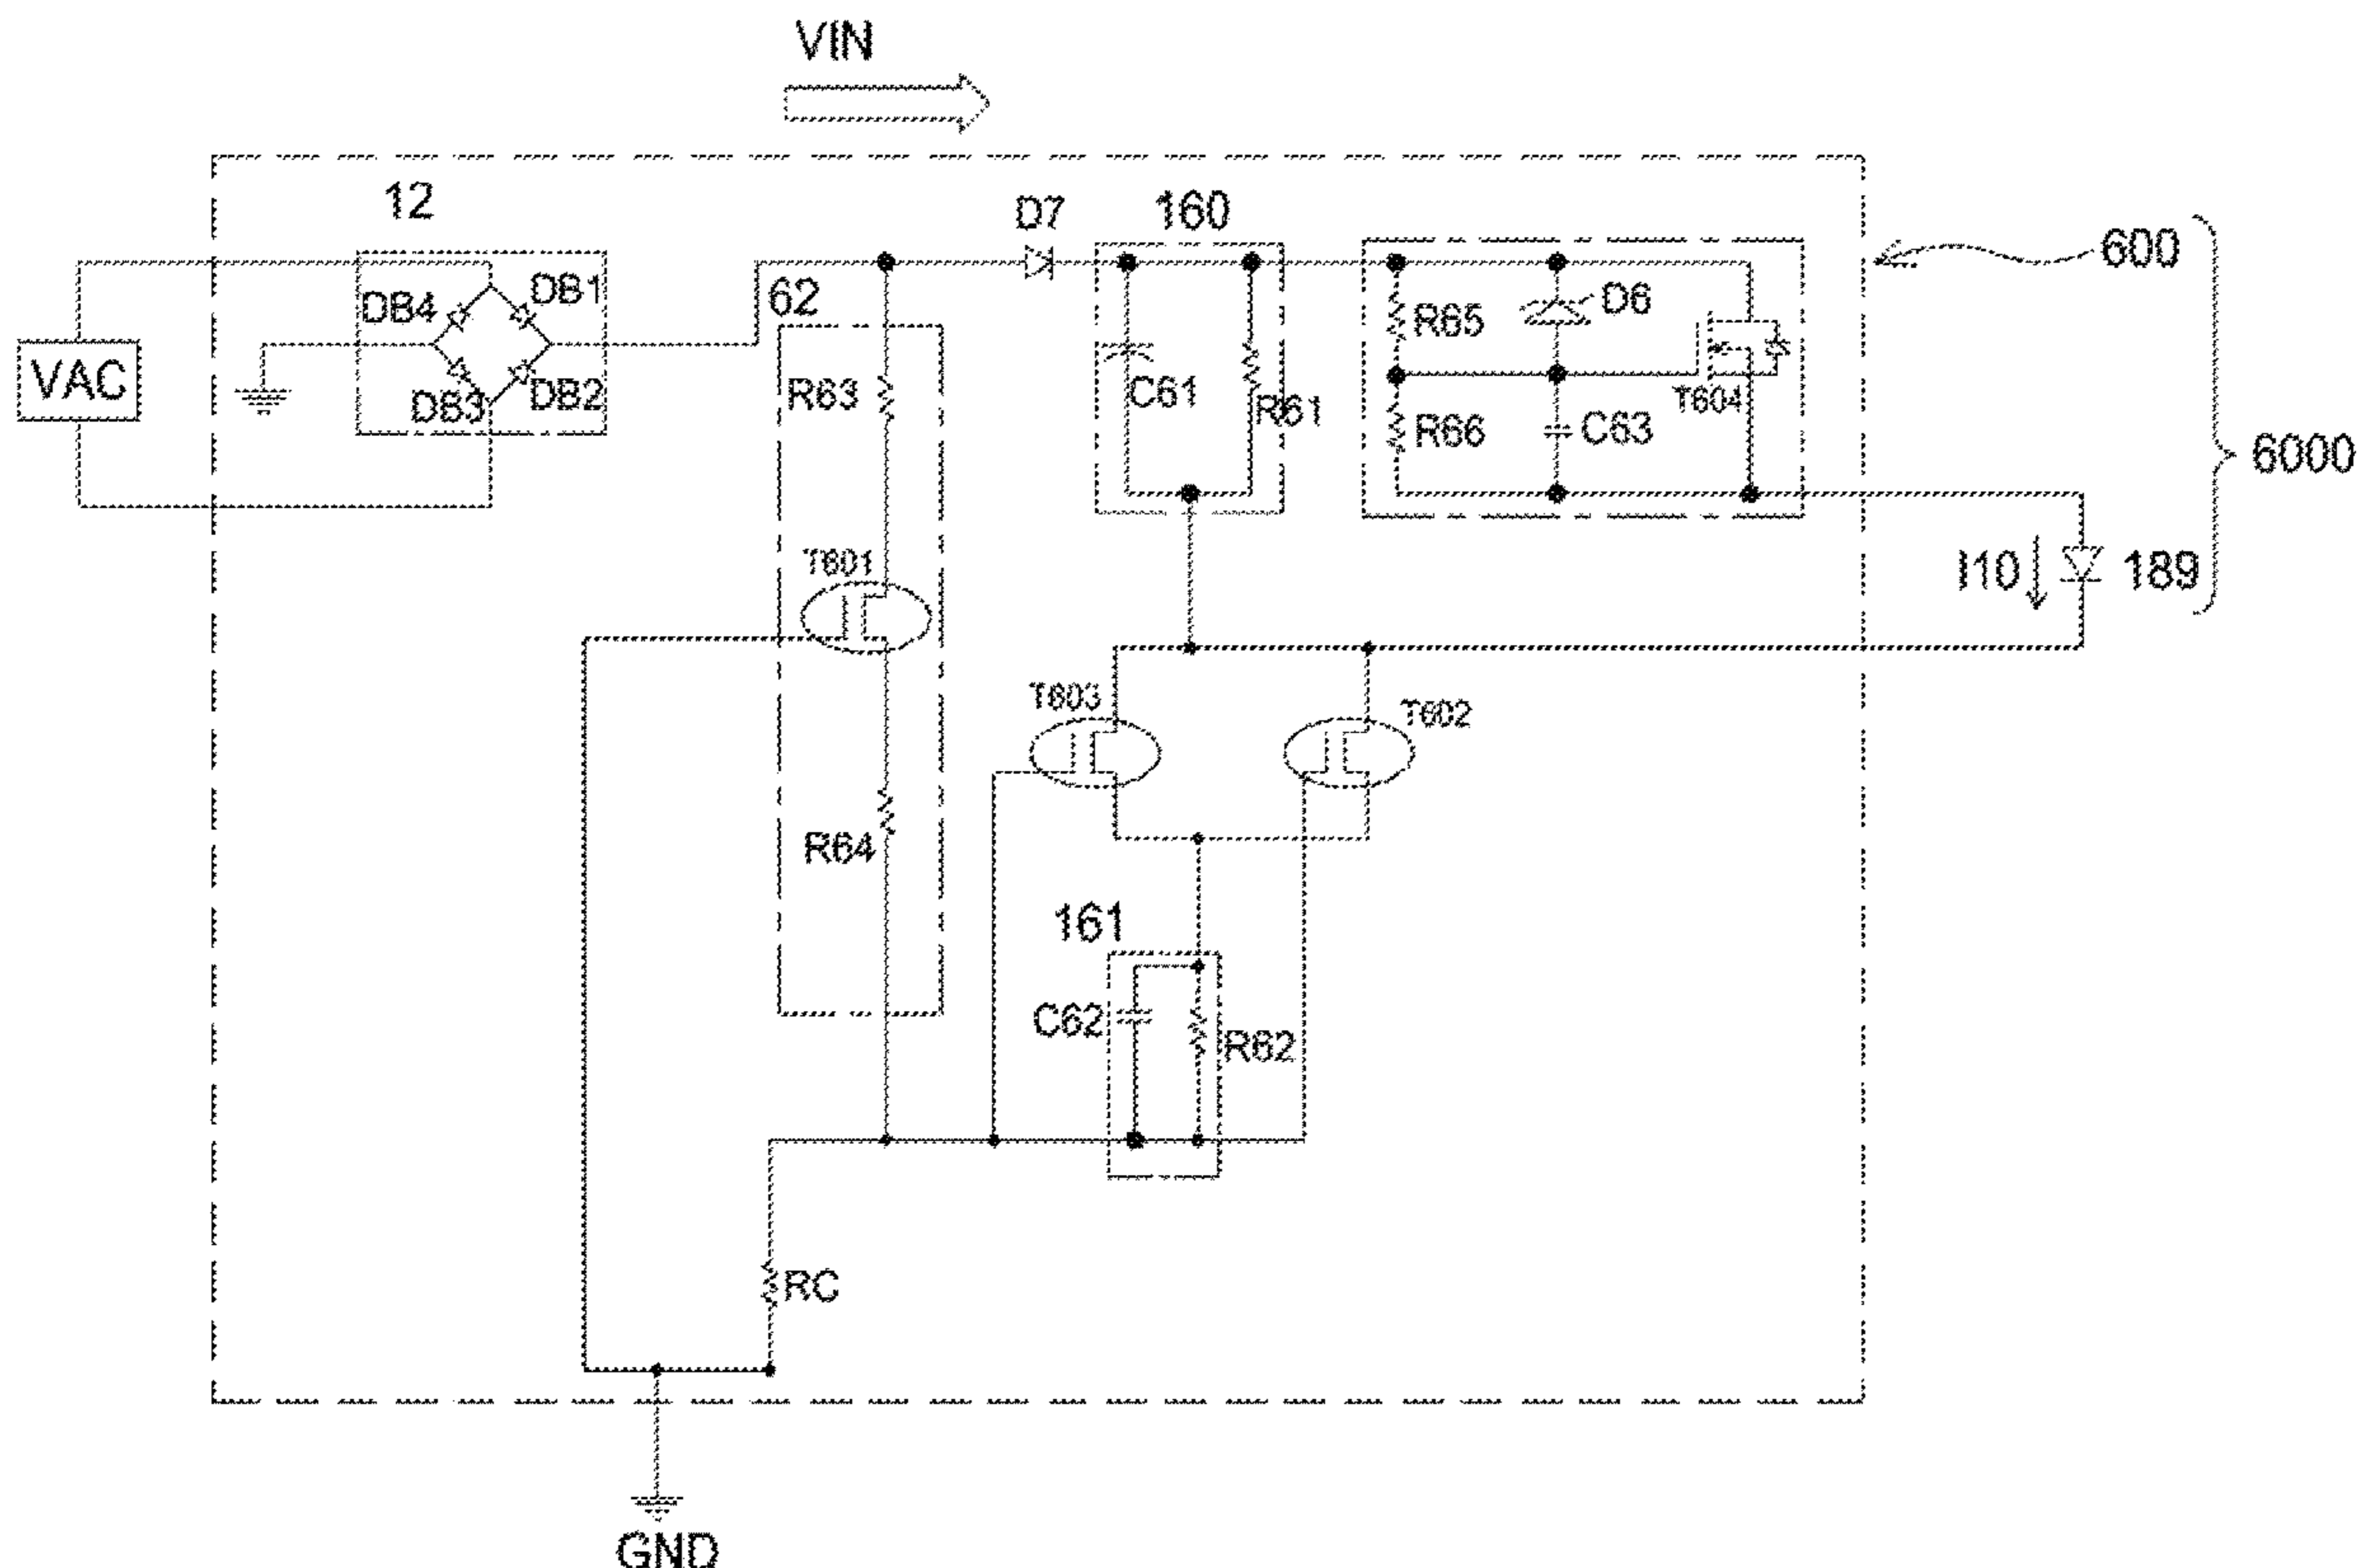 VIN
12
D7
160
600
62
DB4
DB1
D6
R65
VAC
R63
C61
R61
T604
DB3
DB2
R66
C63
6000
T601
I10
189
T603
T602
R64
161
C62
R62
RC
GND